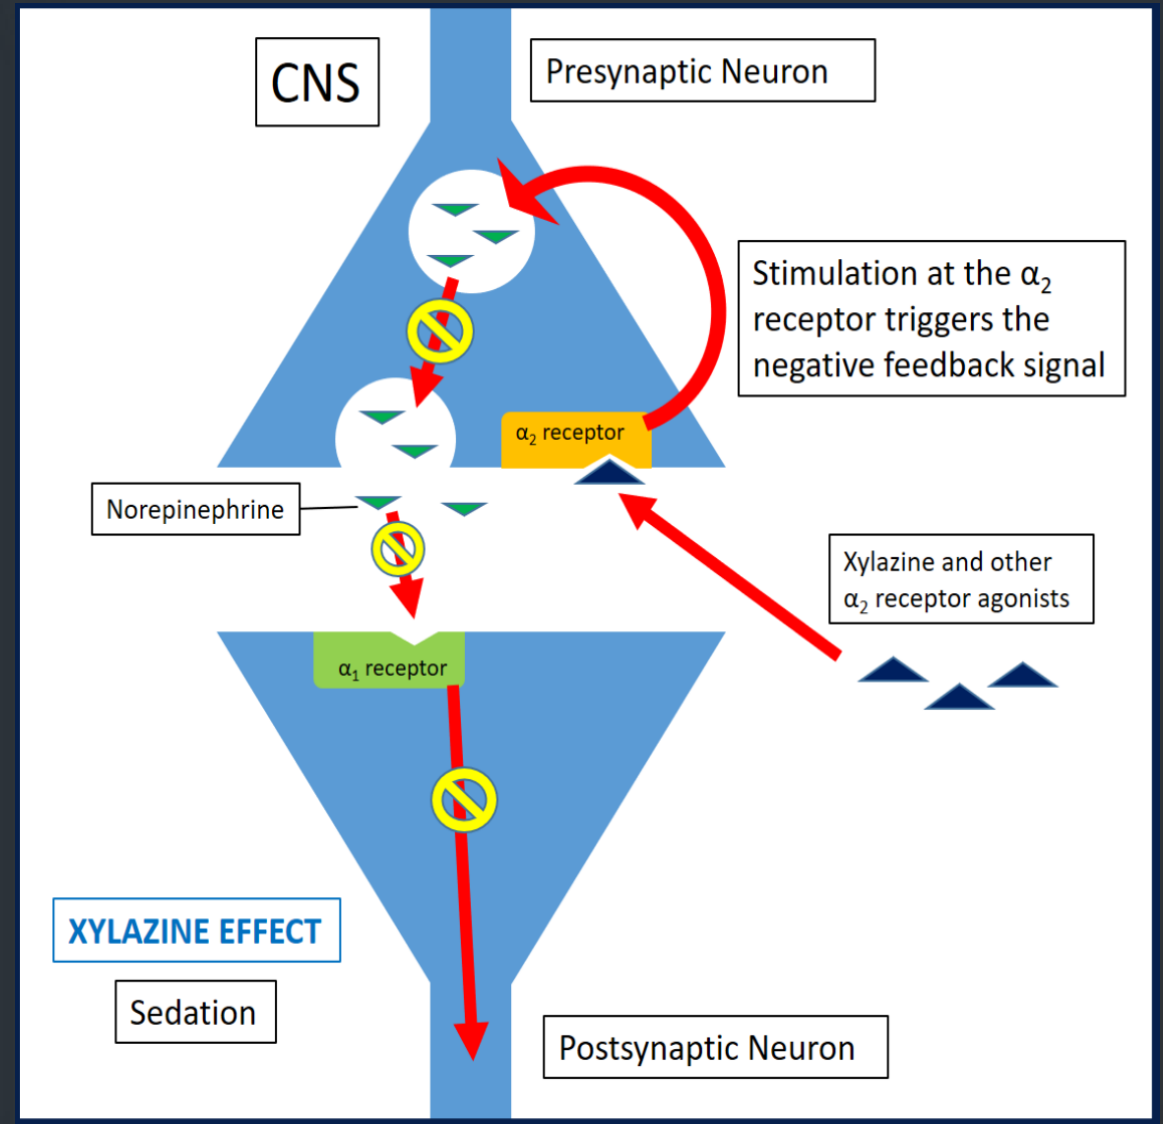 CNS
Presynaptic Neuron
Stimulation at the α₂
receptor triggers the
negative feedback signal
α₂ receptor
Norepinephrine
Xylazine and other
α₂ receptor agonists
α₁ receptor
XYLAZINE EFFECT
Sedation
Postsynaptic Neuron